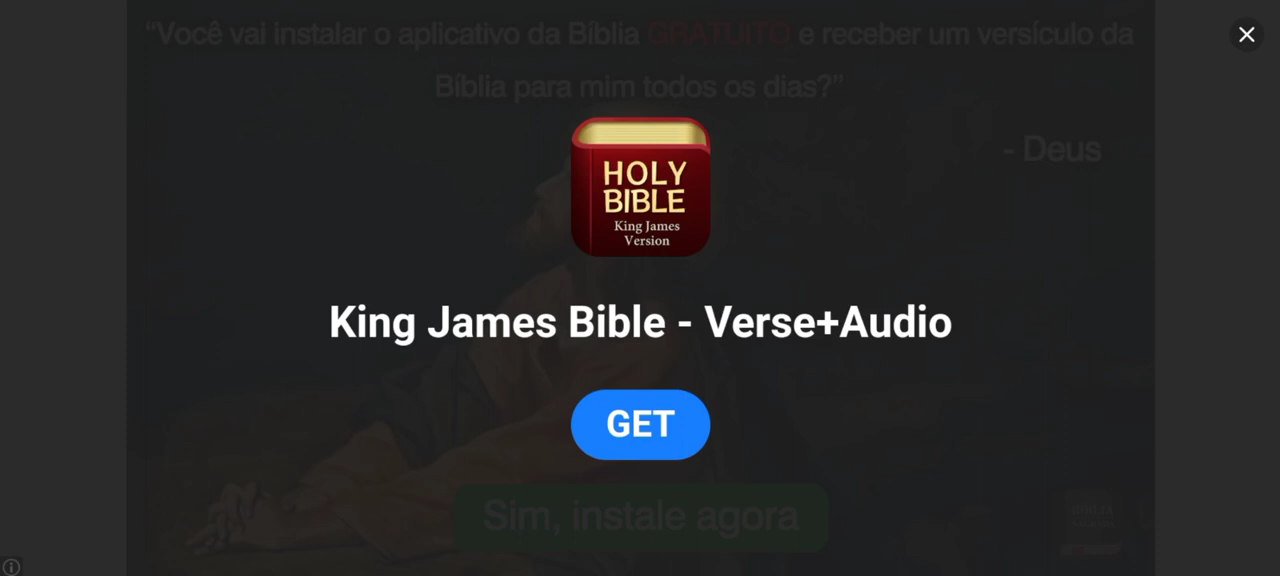 “Você vai instalar o aplicativo da Bíblia GRATUITO e receber um versículo da
Bíblia para mim todos os dias?”
- Deus
HOLY
BIBLE
King James
Version
King James Bible - Verse+Audio
GET
Sim, instale agora